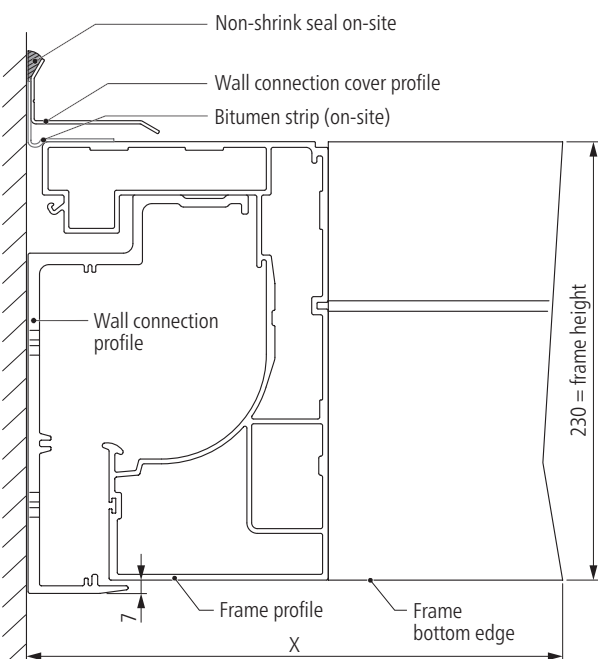 Non-shrink seal on-site
Wall connection cover profile
Bitumen strip (on-site)
Wall connection
profile
230 = frame height
7
Frame profile
Frame
bottom edge
X